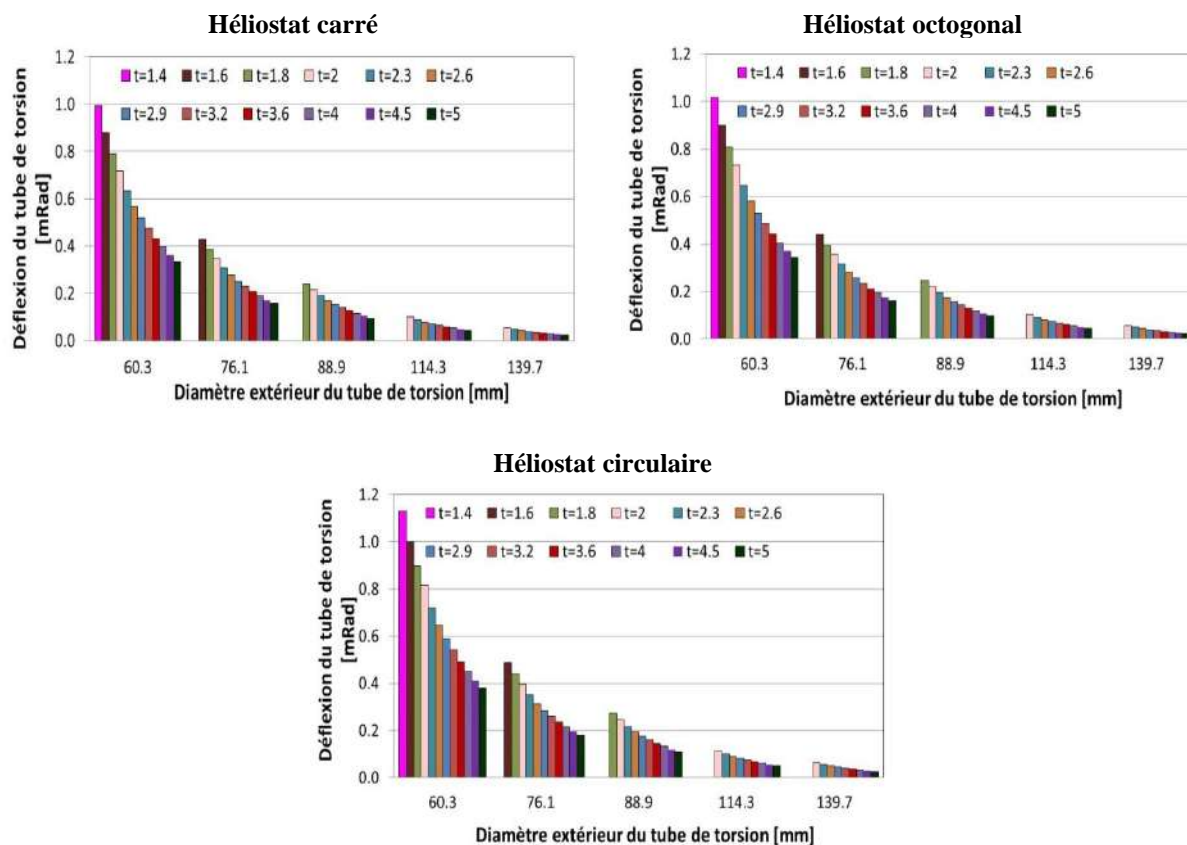 Héliostat carré
Déflexion du tube de torsion
[mRad]
1.2
1.0
0.8
0.6
0.4
0.2
0.0
t=1.4 t=1.6 t=1.8 t=2 t=2.3 t=2.6
t=2.9 t=3.2 t=3.6 t=4 t=4.5 t=5
60.3 76.1 88.9 114.3 139.7
Diamètre extérieur du tube de torsion [mm]
Héliostat octogonal
Déflexion du tube de torsion
[mRad]
1.2
1.0
0.8
0.6
0.4
0.2
0.0
t=1.4 t=1.6 t=1.8 t=2 t=2.3 t=2.6
t=2.9 t=3.2 t=3.6 t=4 t=4.5 t=5
60.3 76.1 88.9 114.3 139.7
Diamètre extérieur du tube de torsion [mm]
Héliostat circulaire
Déflexion du tube de torsion
[mRad]
1.2
1.0
0.8
0.6
0.4
0.2
0.0
t=1.4 t=1.6 t=1.8 t=2 t=2.3 t=2.6
t=2.9 t=3.2 t=3.6 t=4 t=4.5 t=5
60.3 76.1 88.9 114.3 139.7
Diamètre extérieur du tube de torsion [mm]